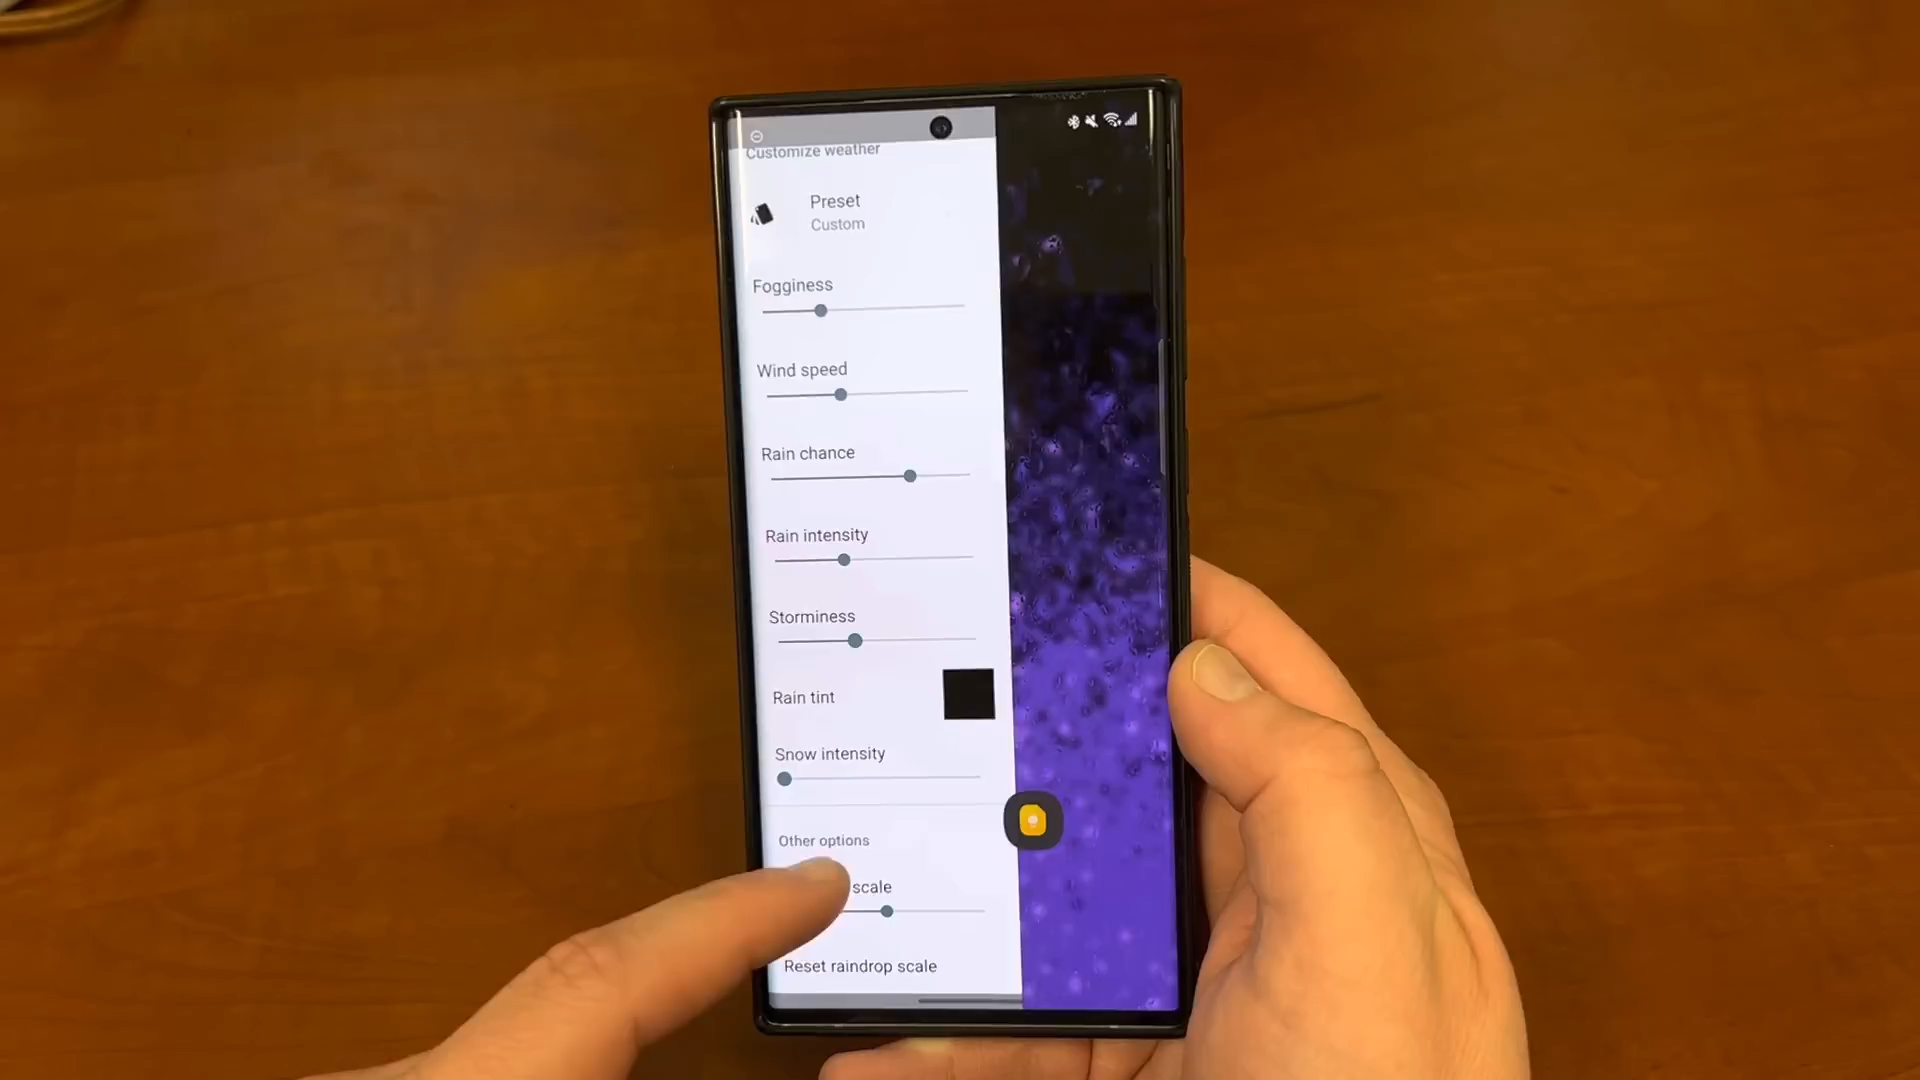 Customize weather
Preset
Custom
Fogginess
Wind speed
Rain chance
Rain intensity
Storminess
Rain tint
Snow intensity
Other options
scale
Reset raindrop scale